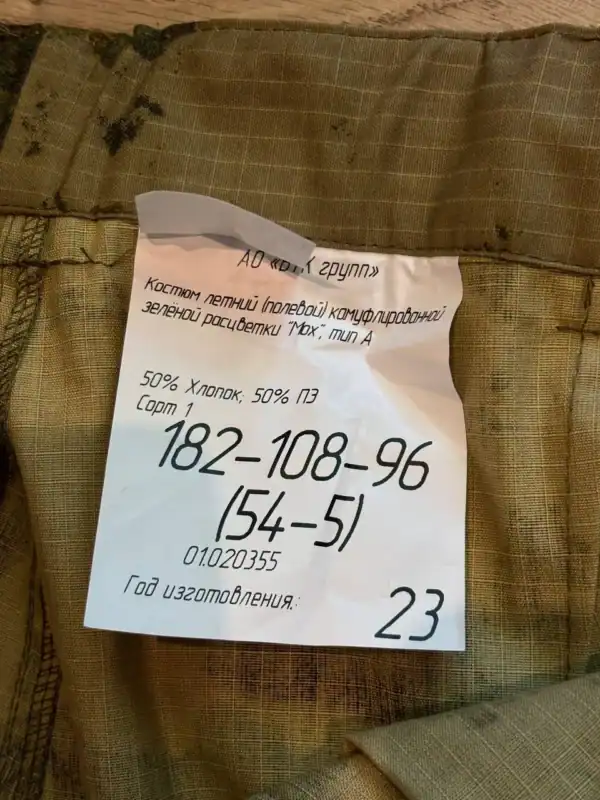 АО «ВТК групп»
Костюм летний (полевой) камуфлированной
зелёной расцветки "Мох", тип А
50% Хлопок; 50% ПЭ
Сорт 1
182-108-96
(54-5)
01.020355
Год изготовления: 23